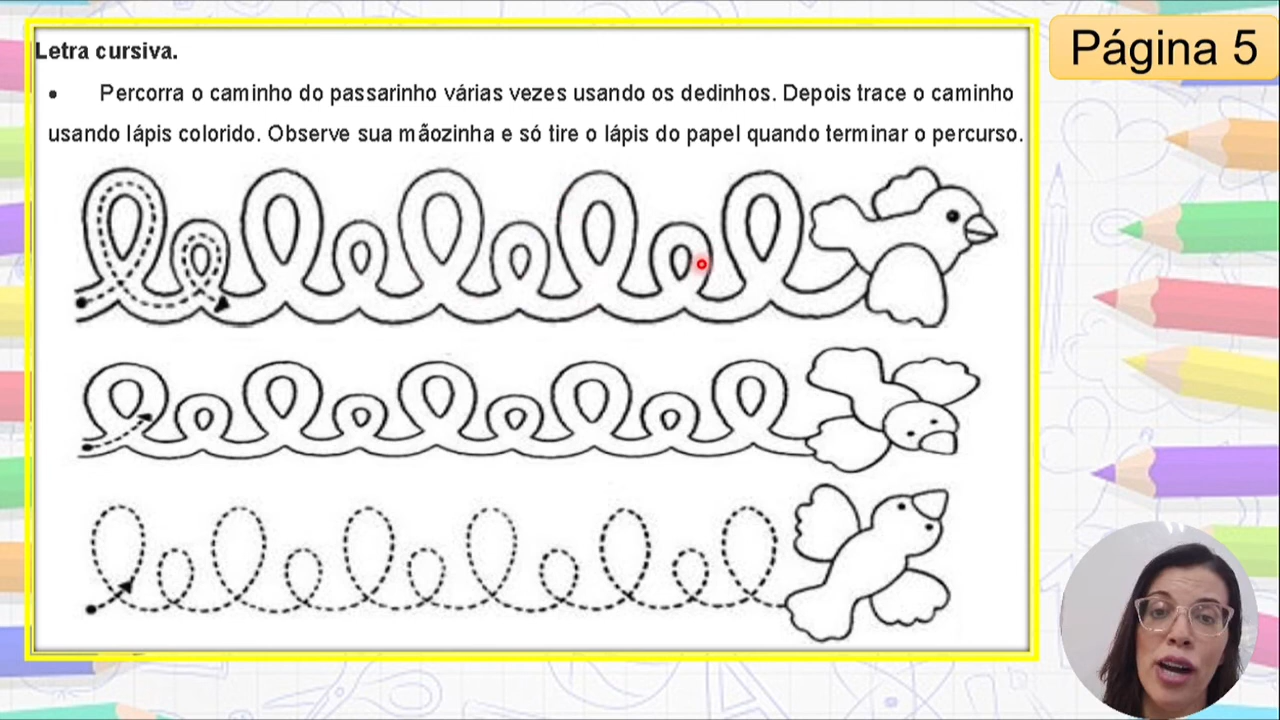 Página 5
Letra cursiva.
• Percorra o caminho do passarinho várias vezes usando os dedinhos. Depois trace o caminho
usando lápis colorido. Observe sua mãozinha e só tire o lápis do papel quando terminar o percurso.